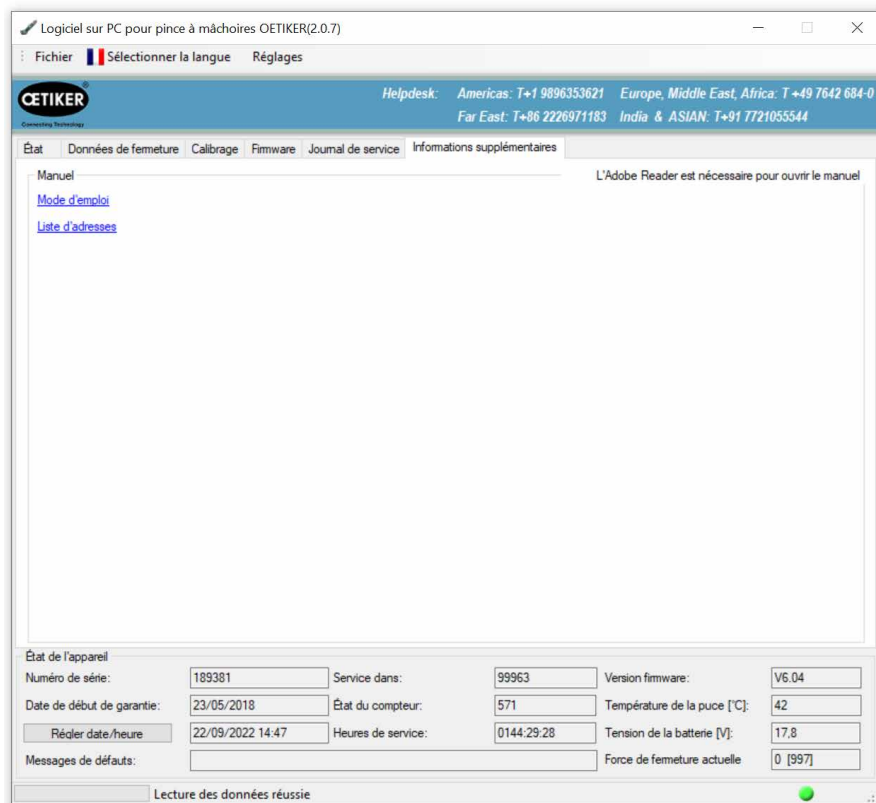 Logiciel sur PC pour pince à mâchoires OETIKER(2.0.7)
Fichier Sélectionner la langue Réglages
ŒTIKER ®
Connecting Technology
Helpdesk: Americas: T+1 9896353621 Europe, Middle East, Africa: T +49 7642 684-0
Far East: T+86 2226971183 India & ASIAN: T+91 7721055544
État Données de fermeture Calibrage Firmware Journal de service Informations supplémentaires
Manuel L'Adobe Reader est nécessaire pour ouvrir le manuel
Mode d'emploi
Liste d'adresses
État de l'appareil
Numéro de série: 189381 Service dans: 99963 Version firmware: V6.04
Date de début de garantie: 23/05/2018 État du compteur: 571 Température de la puce [°C]: 42
Régler date/heure 22/09/2022 14:47 Heures de service: 0144:29:28 Tension de la batterie [V]: 17,8
Messages de défauts: Force de fermeture actuelle 0 [997]
Lecture des données réussie